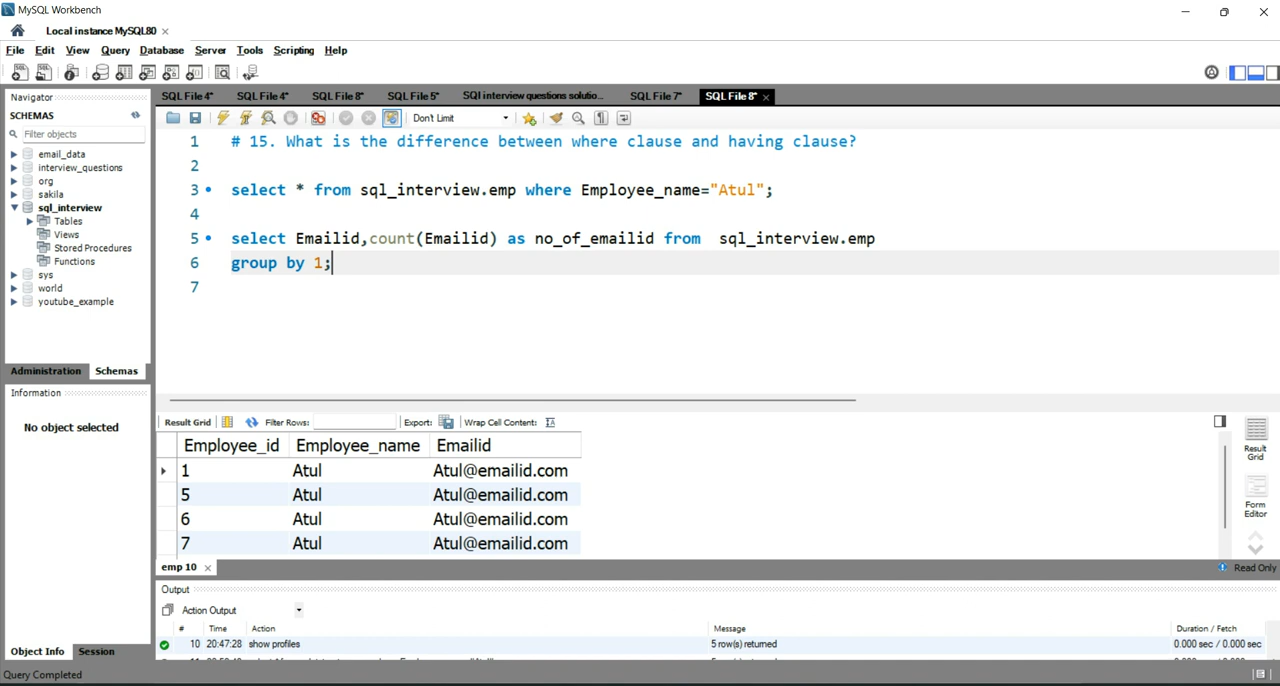 MySQL Workbench
Local instance MySQL80
File Edit View Query Database Server Tools Scripting Help
Navigator
SCHEMAS
Filter objects
email_data
interview_questions
org
sakila
sql_interview
Tables
Views
Stored Procedures
Functions
sys
world
youtube_example
Administration Schemas
Information
No object selected
Object Info Session
SQL File 4* SQL File 4* SQL File 8* SQL File 5* SQl interview questions solutio... SQL File 7* SQL File 8*
Don't Limit
1 # 15. What is the difference between where clause and having clause?
2
3 select * from sql_interview.emp where Employee_name="Atul";
4
5 select Emailid,count(Emailid) as no_of_emailid from sql_interview.emp
6 group by 1;
7
Result Grid Filter Rows: Export: Wrap Cell Content:
Employee_id Employee_name Emailid
1 Atul Atul@emailid.com
5 Atul Atul@emailid.com
6 Atul Atul@emailid.com
7 Atul Atul@emailid.com
Result Grid
Form Editor
emp 10 Read Only
Output
Action Output
# Time Action Message Duration / Fetch
10 20:47:28 show profiles 5 row(s) returned 0.000 sec / 0.000 sec
Query Completed